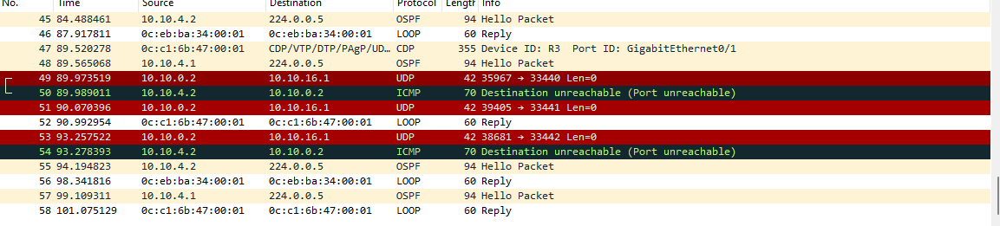 No. Time Source Destination Protocol Length Info
45 84.488461 10.10.4.2 224.0.0.5 OSPF 94 Hello Packet
46 87.917811 0c:eb:ba:34:00:01 0c:eb:ba:34:00:01 LOOP 60 Reply
47 89.520278 0c:c1:6b:47:00:01 CDP/VTP/DTP/PAgP/UD… CDP 355 Device ID: R3 Port ID: GigabitEthernet0/1
48 89.565068 10.10.4.1 224.0.0.5 OSPF 94 Hello Packet
49 89.973519 10.10.0.2 10.10.16.1 UDP 42 35967 → 33440 Len=0
50 89.989011 10.10.4.2 10.10.0.2 ICMP 70 Destination unreachable (Port unreachable)
51 90.070396 10.10.0.2 10.10.16.1 UDP 42 39405 → 33441 Len=0
52 90.992954 0c:c1:6b:47:00:01 0c:c1:6b:47:00:01 LOOP 60 Reply
53 93.257522 10.10.0.2 10.10.16.1 UDP 42 38681 → 33442 Len=0
54 93.278393 10.10.4.2 10.10.0.2 ICMP 70 Destination unreachable (Port unreachable)
55 94.194823 10.10.4.2 224.0.0.5 OSPF 94 Hello Packet
56 98.341816 0c:eb:ba:34:00:01 0c:eb:ba:34:00:01 LOOP 60 Reply
57 99.109311 10.10.4.1 224.0.0.5 OSPF 94 Hello Packet
58 101.075129 0c:c1:6b:47:00:01 0c:c1:6b:47:00:01 LOOP 60 Reply